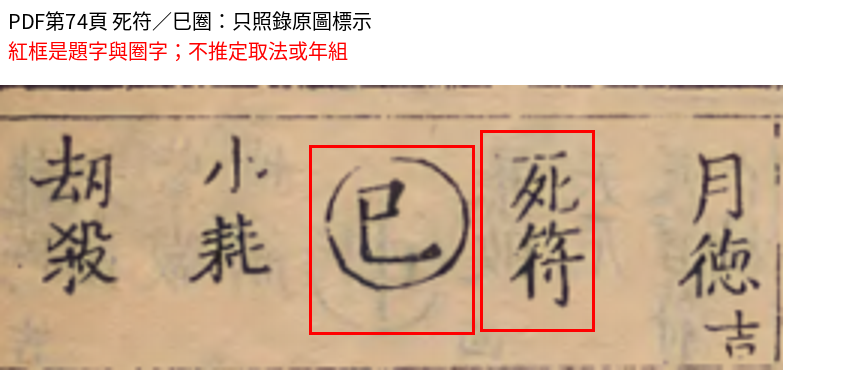 PDF第74頁 死符／巳圈：只照錄原圖標示
紅框是題字與圈字；不推定取法或年組
月德吉
死符
巳
小耗
劫殺